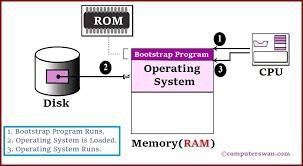 ROM
1
Bootstrap Program
Operating
System
2
3
CPU
Disk
1. Bootstrap Program Runs.
2. Operating System is Loaded.
3. Operating System Runs.
Memory(RAM)
©computerswan.com